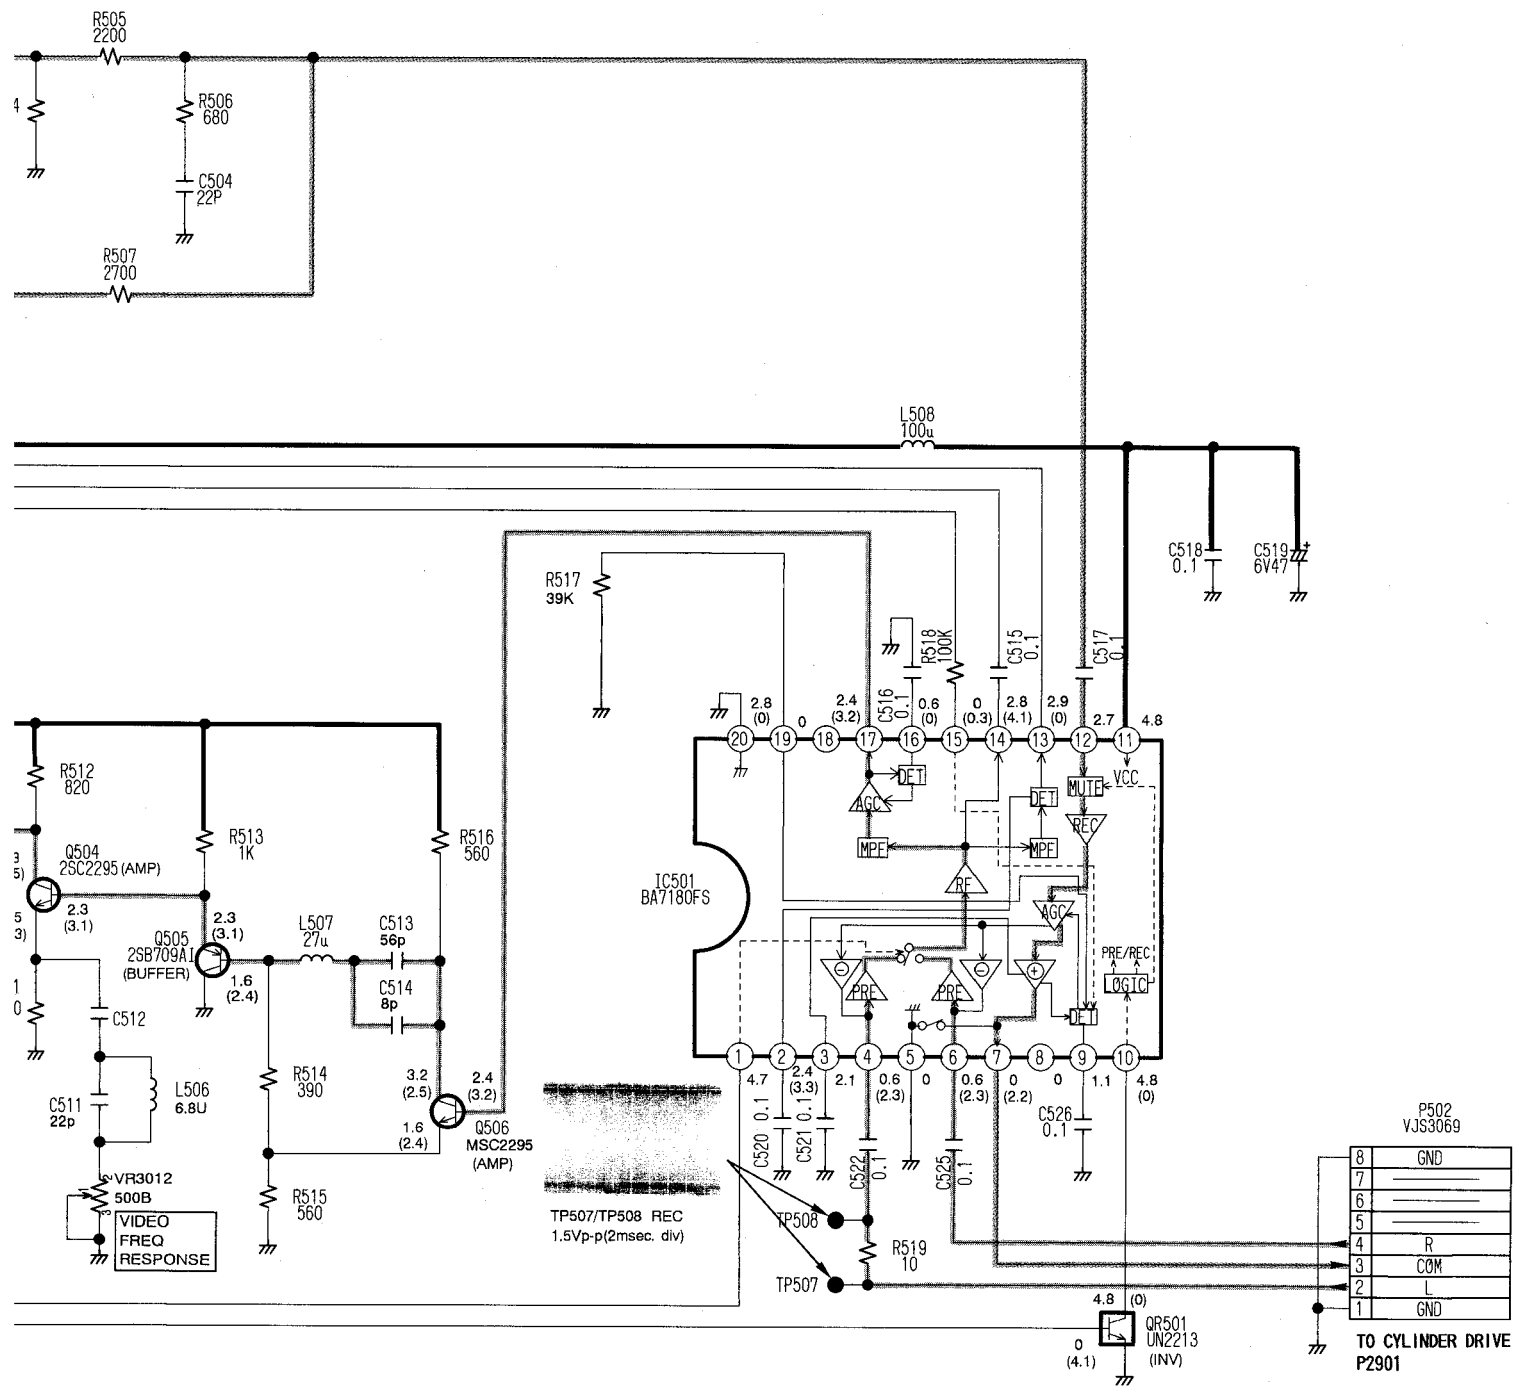 R505
2200
4
R506
680
C504
22P
R507
2700
L508
100u
C518
0.1
C519
6V47
+
R517
39K
C516
0.1
R518
100K
C515
0.1
C517
0.1
2.8
(0)
0
2.4
(3.2)
0.6
(0)
0
(0.3)
2.8
(4.1)
2.9
(0)
2.7
4.8
20
19
18
17
16
15
14
13
12
11
DET
AGC
MPF
RF
DET
MPF
MUTE
VCC
REC
AGC
IC501
BA7180FS
PRE/REC
LOGIC
PRE
PRE
DET
1
2
3
4
5
6
7
8
9
10
4.7
2.4
(3.3)
2.1
0.6
(2.3)
0
0.6
(2.3)
0
(2.2)
0
1.1
4.8
(0)
R512
820
R513
1K
R516
560
Q504
2SC2295 (AMP)
2.3
(3.1)
3
5)
5
3)
Q505
2SB709AI
(BUFFER)
2.3
(3.1)
1.6
(2.4)
L507
27u
C513
56p
C514
8p
1
0
C512
L506
6.8U
C511
22p
R514
390
3.2
(2.5)
2.4
(3.2)
1.6
(2.4)
Q506
MSC2295
(AMP)
VR3012
500B
2
3
VIDEO
FREQ
RESPONSE
R515
560
TP507/TP508 REC
1.5Vp-p(2msec. div)
C520 0.1
C521 0.1
C522
0.1
C525
0.1
C526
0.1
TP508
R519
10
TP507
4.8 (0)
QR501
UN2213
(INV)
0
(4.1)
P502
VJS3069
8 GND
7
6
5
4 R
3 COM
2 L
1 GND
TO CYLINDER DRIVE
P2901